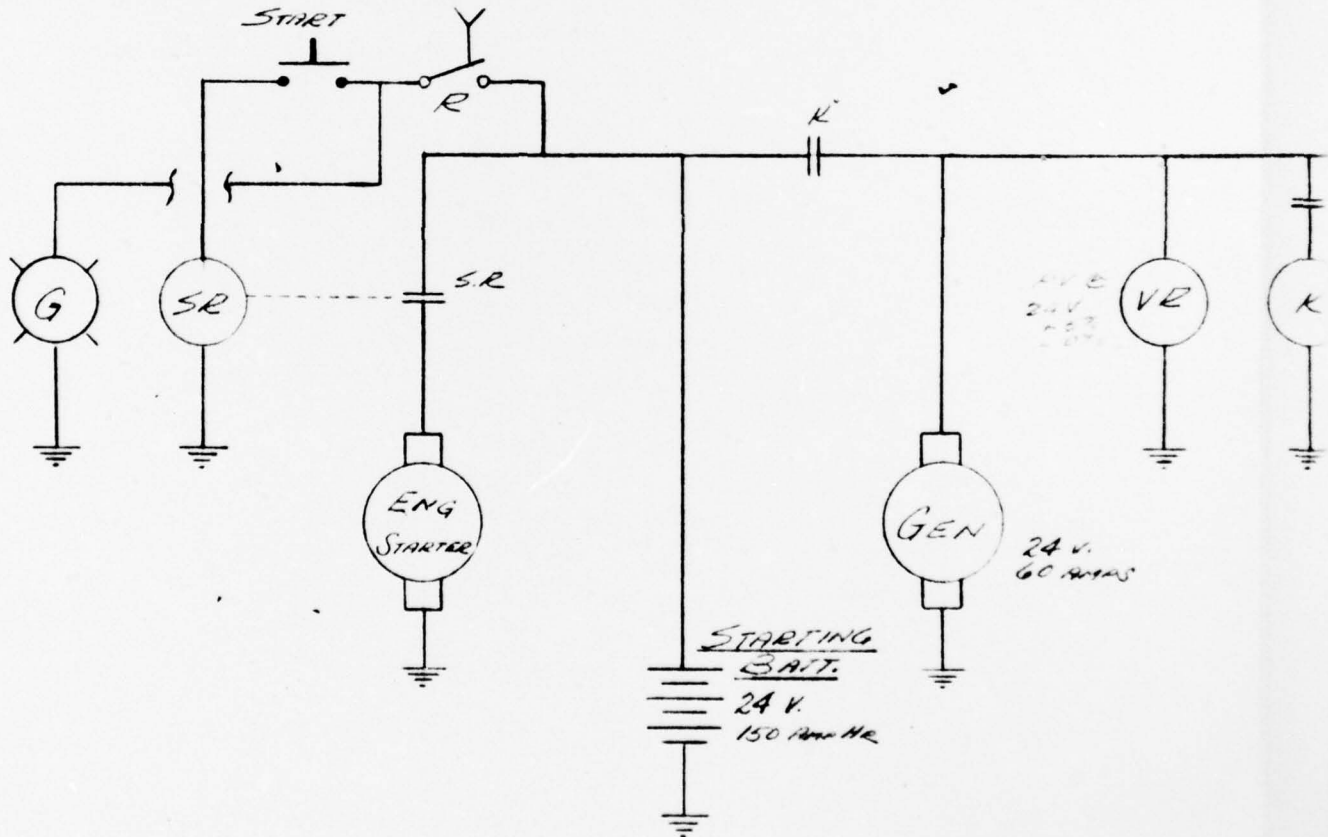 START
R
K
G
SR
S.R
24 V.
VR
K
ENG
STARTER
GEN
24 V.
60 AMPS
STARTING
BATT.
24 V.
150 AMP HR